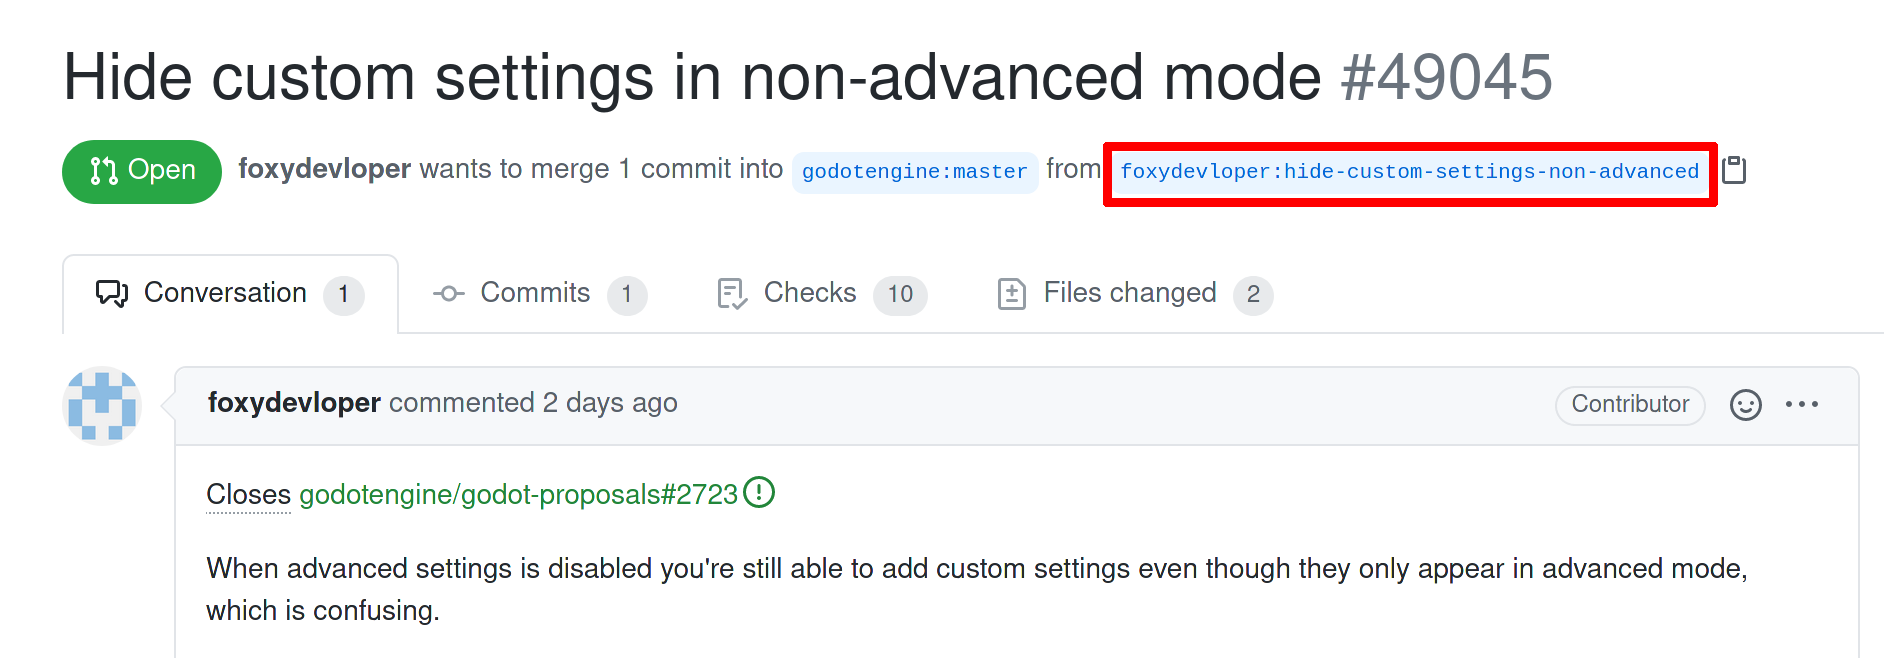 Hide custom settings in non-advanced mode #49045
Open foxydevloper wants to merge 1 commit into godotengine:master from foxydevloper:hide-custom-settings-non-advanced
Conversation 1 Commits 1 Checks 10 Files changed 2
foxydevloper commented 2 days ago Contributor
Closes godotengine/godot-proposals#2723
When advanced settings is disabled you're still able to add custom settings even though they only appear in advanced mode,
which is confusing.